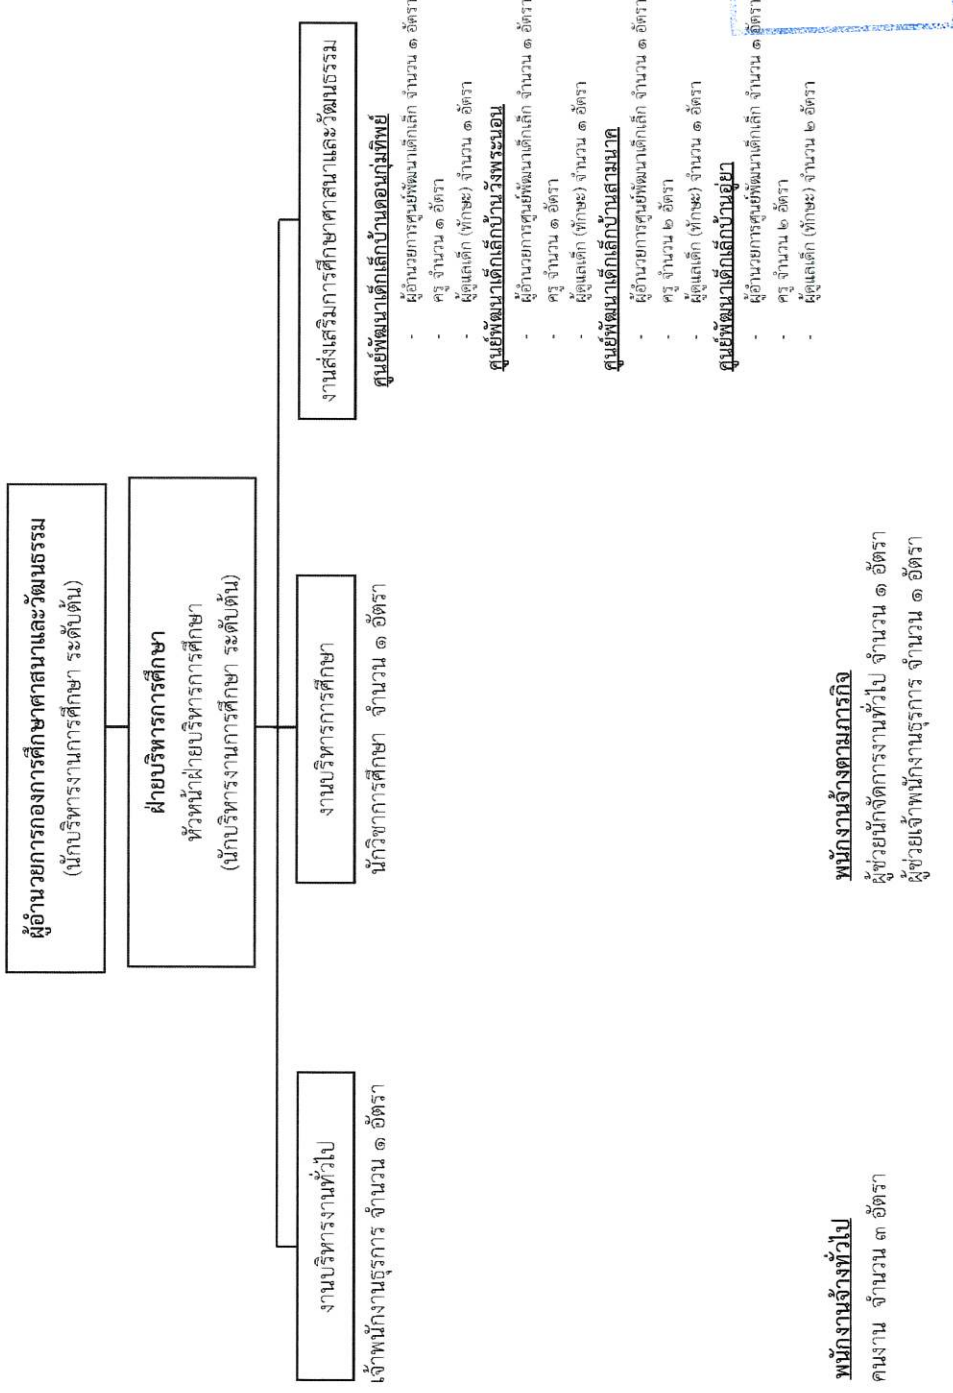 ผู้อำนวยการกองการศึกษาศาสนาและวัฒนธรรม
(นักบริหารงานการศึกษา ระดับต้น)
ฝ่ายบริหารการศึกษา
หัวหน้าฝ่ายบริหารการศึกษา
(นักบริหารงานการศึกษา ระดับต้น)
งานบริหารงานทั่วไป
เจ้าพนักงานธุรการ จำนวน ๑ อัตรา
งานบริหารการศึกษา
นักวิชาการศึกษา จำนวน ๑ อัตรา
งานส่งเสริมการศึกษาศาสนาและวัฒนธรรม
ศูนย์พัฒนาเด็กเล็กบ้านดอนกุ่มทิพย์
- ผู้อำนวยการศูนย์พัฒนาเด็กเล็ก จำนวน ๑ อัตรา
- ครู จำนวน ๑ อัตรา
- ผู้ดูแลเด็ก (ทักษะ) จำนวน ๑ อัตรา
ศูนย์พัฒนาเด็กเล็กบ้านวังพระนอน
- ผู้อำนวยการศูนย์พัฒนาเด็กเล็ก จำนวน ๑ อัตรา
- ครู จำนวน ๑ อัตรา
- ผู้ดูแลเด็ก (ทักษะ) จำนวน ๑ อัตรา
ศูนย์พัฒนาเด็กเล็กบ้านสามนาค
- ผู้อำนวยการศูนย์พัฒนาเด็กเล็ก จำนวน ๑ อัตรา
- ครู จำนวน ๒ อัตรา
- ผู้ดูแลเด็ก (ทักษะ) จำนวน ๑ อัตรา
ศูนย์พัฒนาเด็กเล็กบ้านอู่ยา
- ผู้อำนวยการศูนย์พัฒนาเด็กเล็ก จำนวน ๑ อัตรา
- ครู จำนวน ๒ อัตรา
- ผู้ดูแลเด็ก (ทักษะ) จำนวน ๒ อัตรา
พนักงานจ้างทั่วไป
คนงาน จำนวน ๓ อัตรา
พนักงานจ้างตามภารกิจ
ผู้ช่วยนักจัดการงานทั่วไป จำนวน ๑ อัตรา
ผู้ช่วยเจ้าพนักงานธุรการ จำนวน ๑ อัตรา